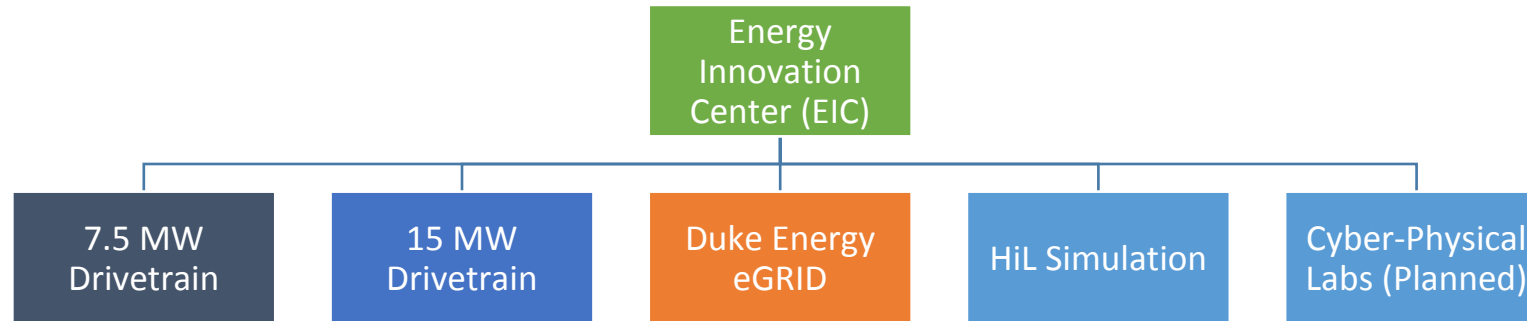 Energy
Innovation
Center (EIC)
7.5 MW
Drivetrain
15 MW
Drivetrain
Duke Energy
eGRID
HiL Simulation
Cyber-Physical
Labs (Planned)